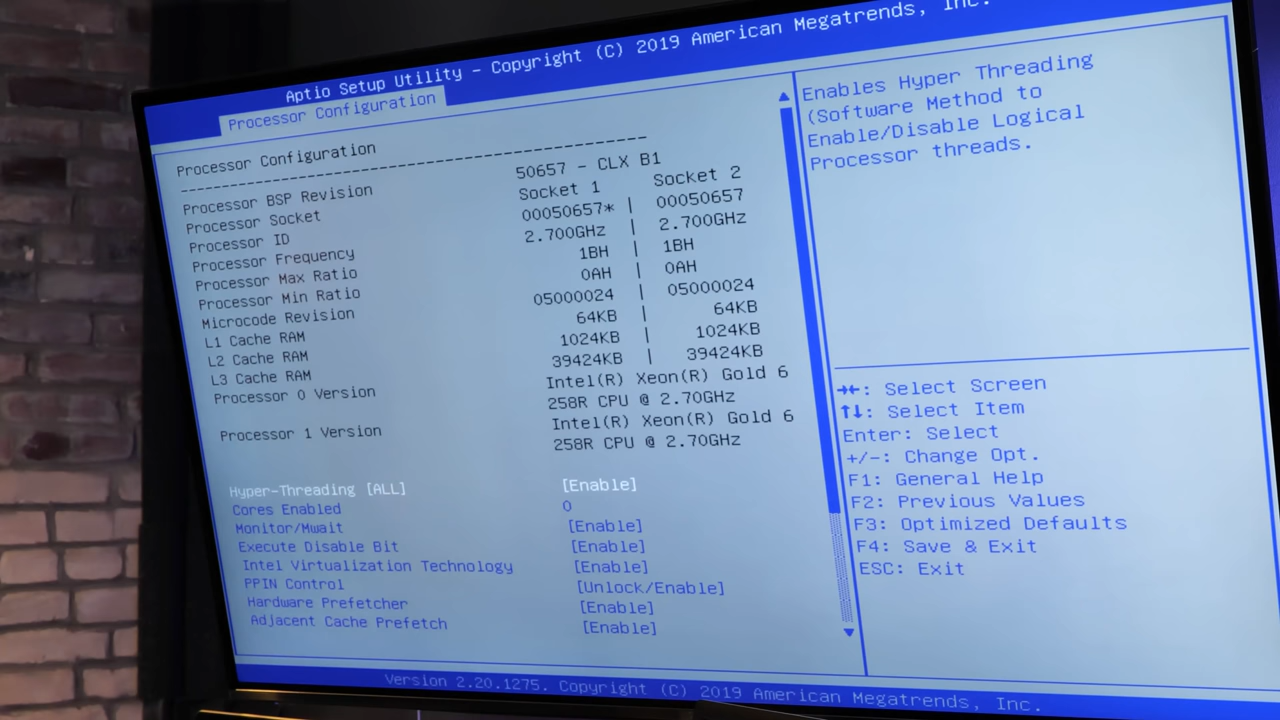 Aptio Setup Utility – Copyright (C) 2019 American Megatrends, Inc.
Processor Configuration
Processor Configuration
--------------------------------------------------
Processor BSP Revision 50657 - CLX B1
Processor Socket Socket 1 Socket 2
Processor ID 00050657* | 00050657
Processor Frequency 2.700GHz | 2.700GHz
Processor Max Ratio 1BH | 1BH
Processor Min Ratio 0AH | 0AH
Microcode Revision 05000024 | 05000024
L1 Cache RAM 64KB | 64KB
L2 Cache RAM 1024KB | 1024KB
L3 Cache RAM 39424KB | 39424KB
Processor 0 Version Intel(R) Xeon(R) Gold 6
258R CPU @ 2.70GHz
Processor 1 Version Intel(R) Xeon(R) Gold 6
258R CPU @ 2.70GHz
Hyper-Threading [ALL] [Enable]
Cores Enabled 0
Monitor/Mwait [Enable]
Execute Disable Bit [Enable]
Intel Virtualization Technology [Enable]
PPIN Control [Unlock/Enable]
Hardware Prefetcher [Enable]
Adjacent Cache Prefetch [Enable]
Enables Hyper Threading
(Software Method to
Enable/Disable Logical
Processor threads.
→←: Select Screen
↑↓: Select Item
Enter: Select
+/-: Change Opt.
F1: General Help
F2: Previous Values
F3: Optimized Defaults
F4: Save & Exit
ESC: Exit
Version 2.20.1275. Copyright (C) 2019 American Megatrends, Inc.